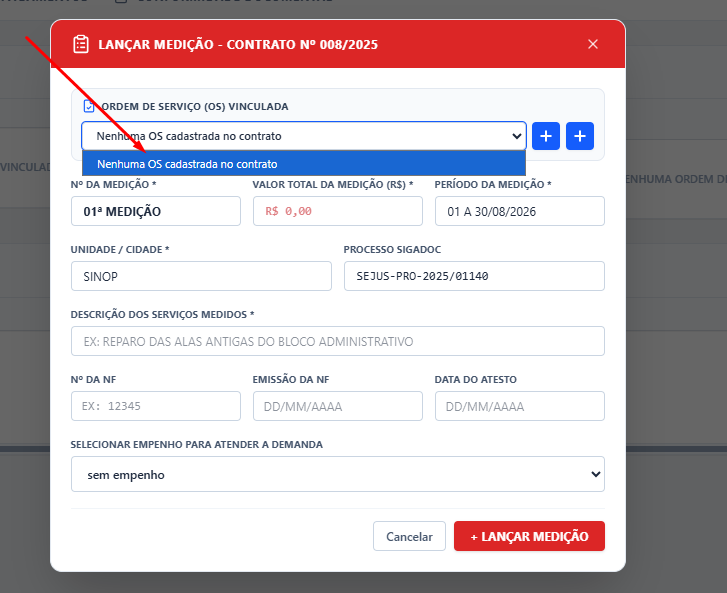 LANÇAR MEDIÇÃO - CONTRATO Nº 008/2025
ORDEM DE SERVIÇO (OS) VINCULADA
Nenhuma OS cadastrada no contrato
Nenhuma OS cadastrada no contrato
VINCULAD
ENHUMA ORDEM D
Nº DA MEDIÇÃO * VALOR TOTAL DA MEDIÇÃO (R$) * PERÍODO DA MEDIÇÃO *
01ª MEDIÇÃO R$ 0,00 01 A 30/08/2026
UNIDADE / CIDADE * PROCESSO SIGADOC
SINOP SEJUS-PRO-2025/01140
DESCRIÇÃO DOS SERVIÇOS MEDIDOS *
EX: REPARO DAS ALAS ANTIGAS DO BLOCO ADMINISTRATIVO
Nº DA NF EMISSÃO DA NF DATA DO ATESTO
EX: 12345 DD/MM/AAAA DD/MM/AAAA
SELECIONAR EMPENHO PARA ATENDER A DEMANDA
sem empenho
Cancelar + LANÇAR MEDIÇÃO